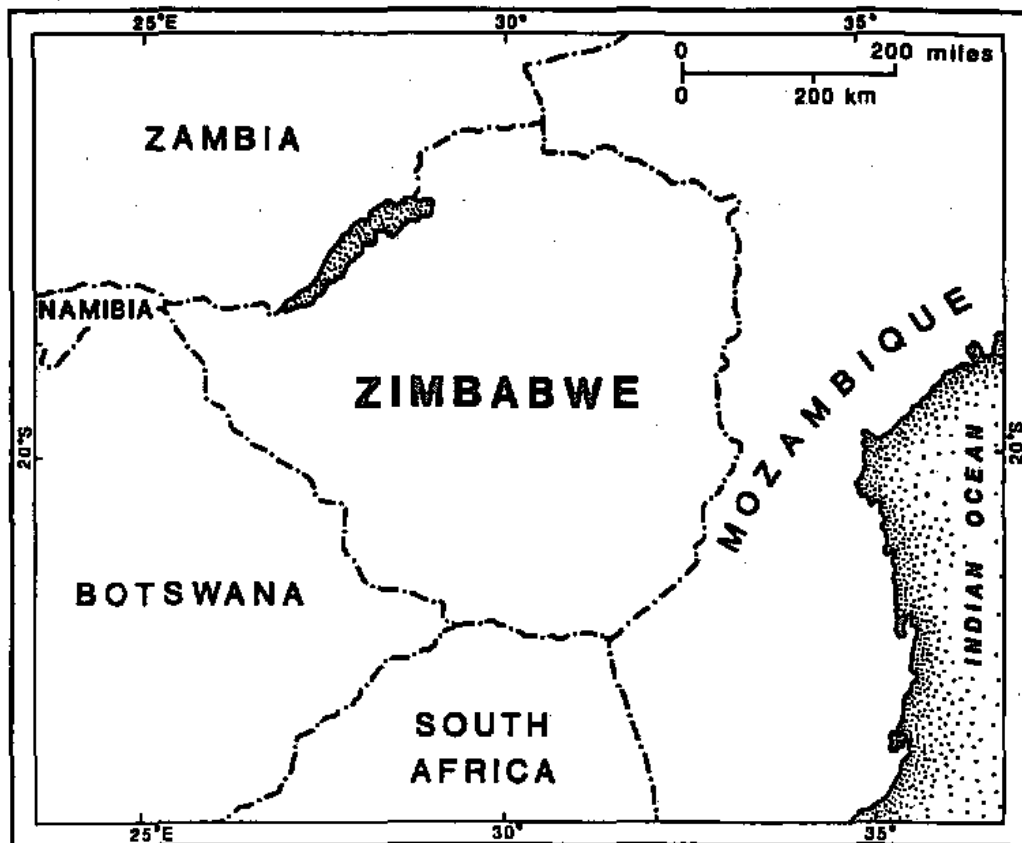 25°E 30° 35°
0 200 miles
0 200 km
ZAMBIA
NAMIBIA
ZIMBABWE
MOZAMBIQUE
20°S
20°S
INDIAN OCEAN
BOTSWANA
SOUTH
AFRICA
25°E 30° 35°